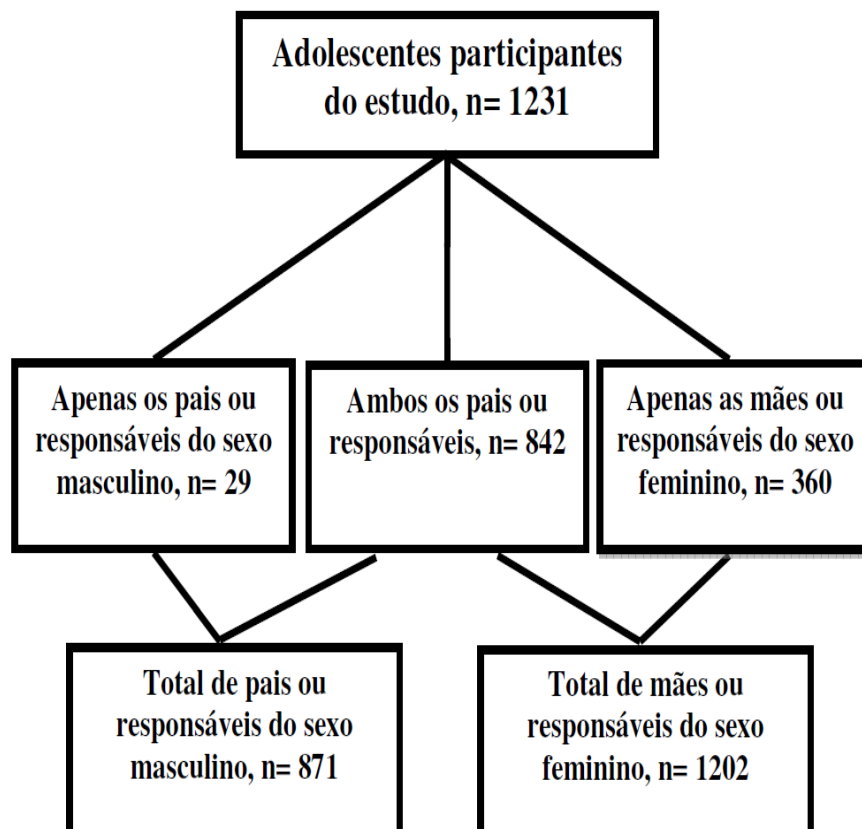 Adolescentes participantes
do estudo, n= 1231
Apenas os pais ou
responsáveis do sexo
masculino, n= 29
Ambos os pais ou
responsáveis, n= 842
Apenas as mães ou
responsáveis do sexo
feminino, n= 360
Total de pais ou
responsáveis do sexo
masculino, n= 871
Total de mães ou
responsáveis do sexo
feminino, n= 1202